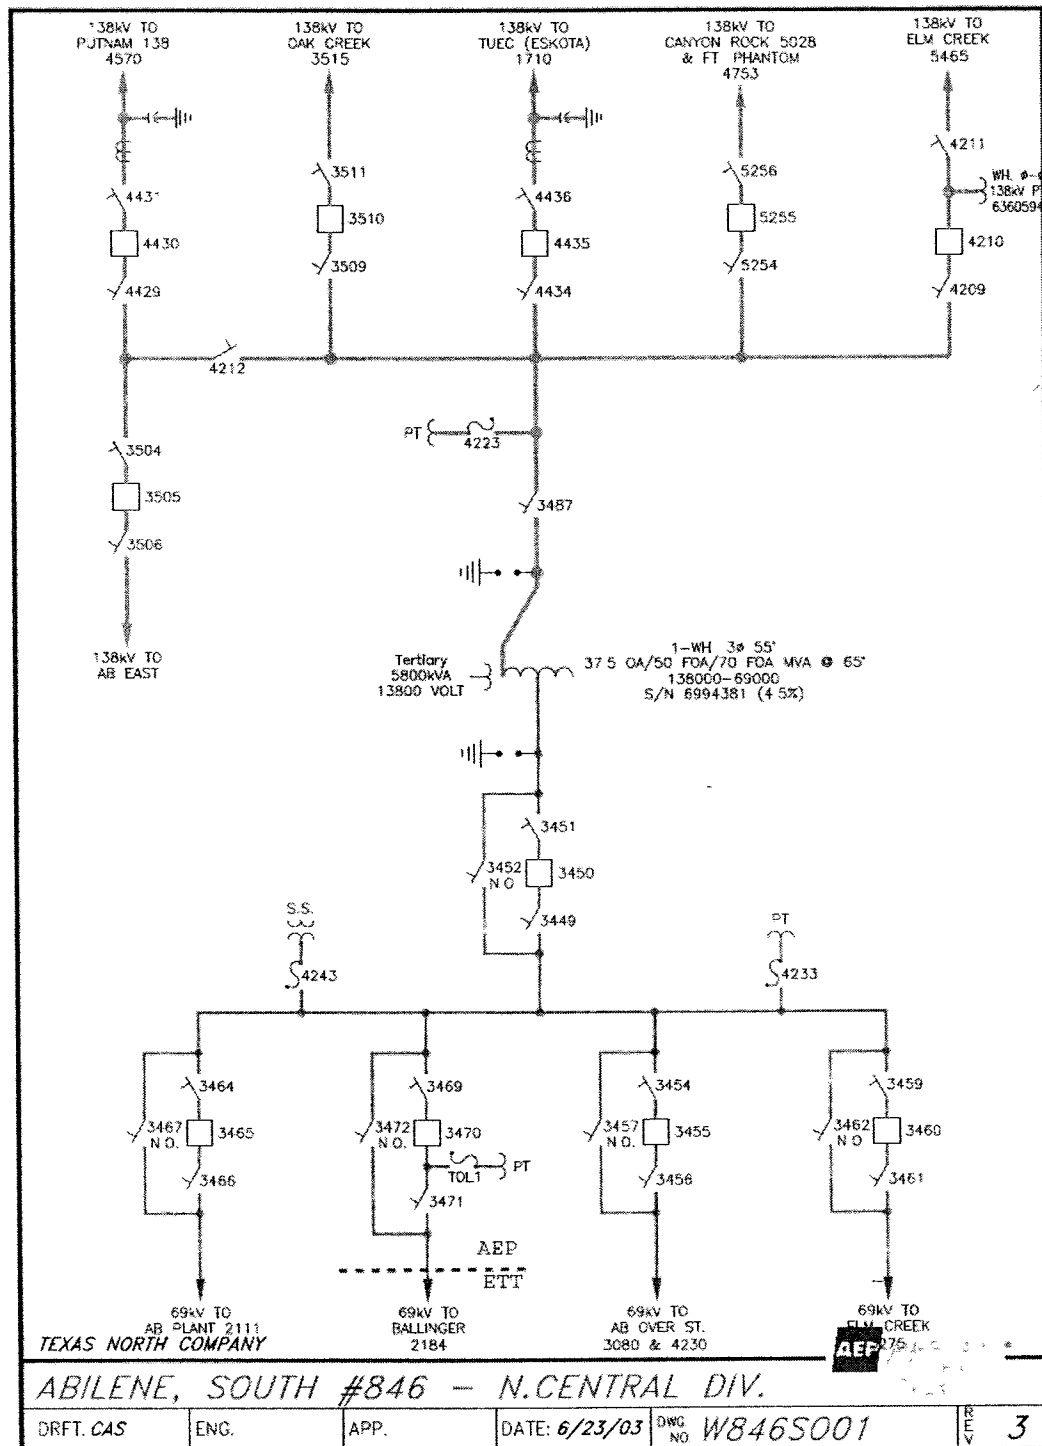 138kV TO
PUTNAM 138
4570
138kV TO
OAK CREEK
3515
138kV TO
TUEC (ESKOTA)
1710
138kV TO
CANYON ROCK 5028
& FT PHANTOM
4753
138kV TO
ELM CREEK
5465
4431
4430
4429
3511
3510
3509
4436
4435
4434
5256
5255
5254
4211
WH. ø-
138kV P
6360594
4210
4209
4212
PT
4223
3504
3505
3506
3487
138kV TO
AB EAST
Tertiary
5800kVA
13800 VOLT
1-WH 3ø 55°
37 5 OA/50 FOA/70 FOA MVA @ 65°
138000-69000
S/N 6994381 (4 5%)
3451
3452
N O
3450
3449
S.S.
4243
PT
4233
3464
3467
N O.
3465
3466
3469
3472
N O.
3470
TOL1
PT
3471
3454
3457
N O.
3455
3456
3459
3462
N O
3460
3461
AEP
ETT
69kV TO
AB PLANT 2111
69kV TO
BALLINGER
2184
69kV TO
AB OVER ST.
3080 & 4230
69kV TO
ELM CREEK
TEXAS NORTH COMPANY
AEP
ABILENE, SOUTH #846 - N.CENTRAL DIV.
DRFT. CAS
ENG.
APP.
DATE: 6/23/03
DWG NO W846S001
REV 3